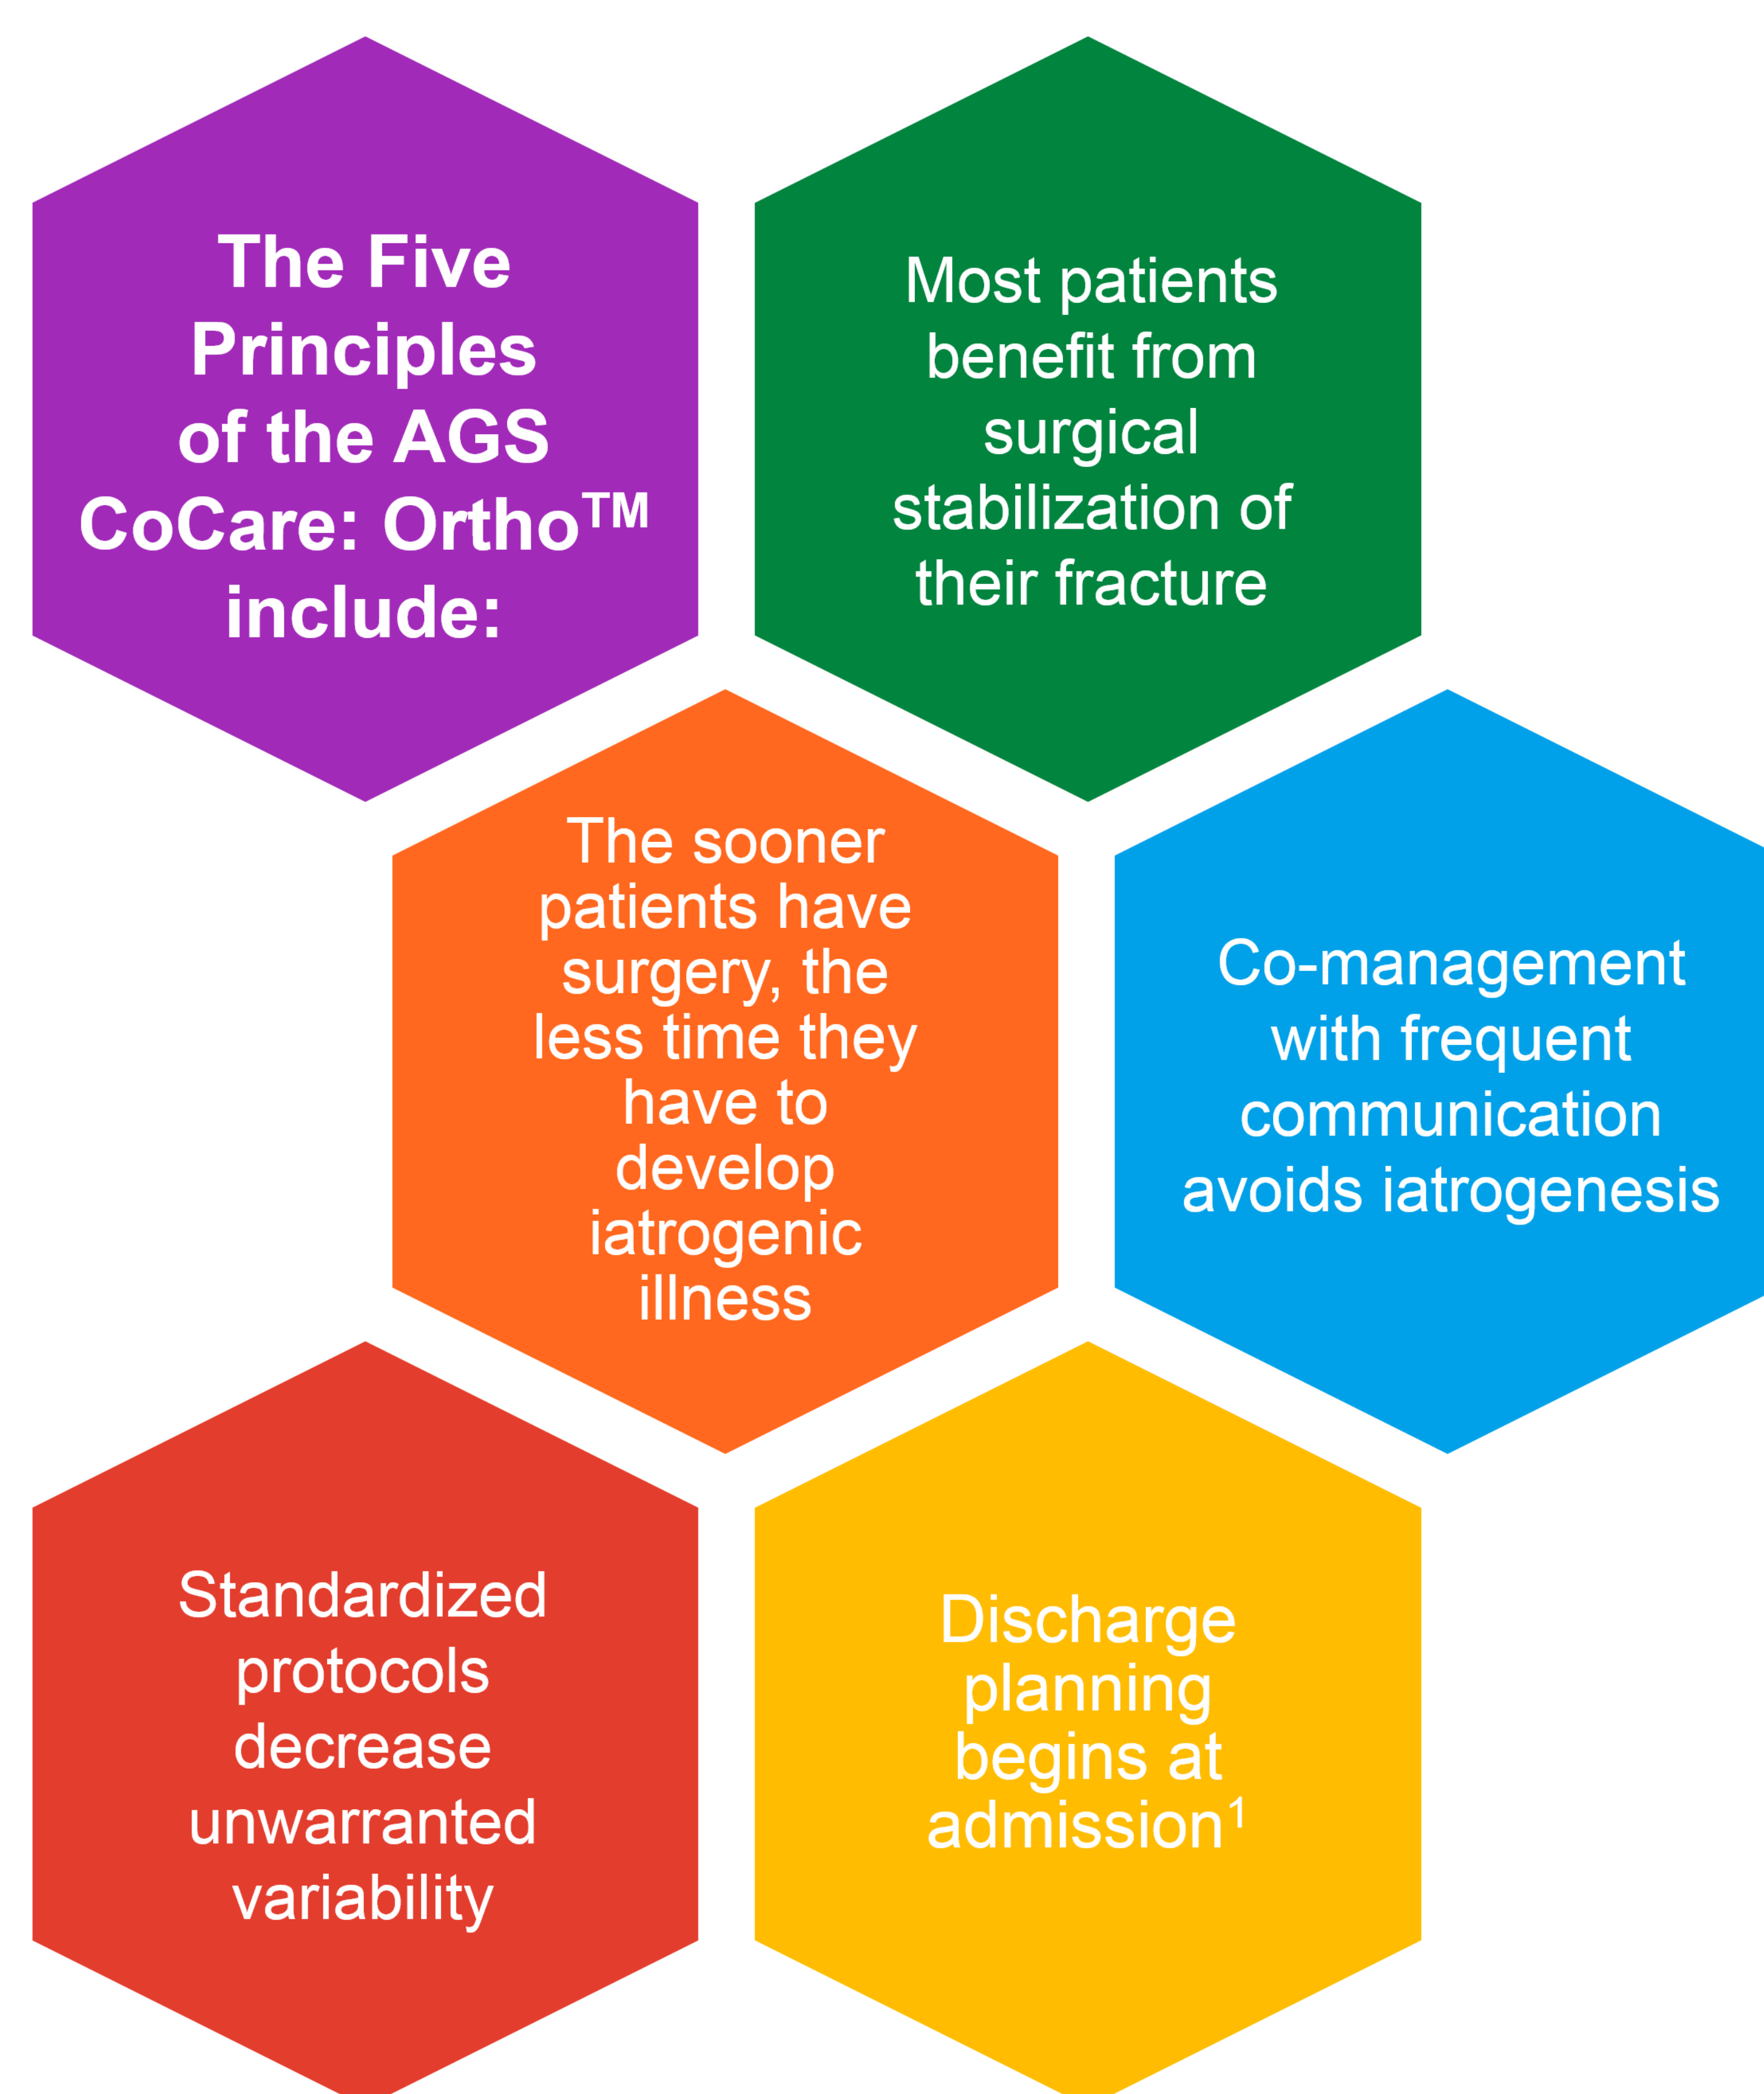 The Five
Principles
of the AGS
CoCare: Ortho™
include:
Most patients
benefit from
surgical
stabilization of
their fracture
The sooner
patients have
surgery, the
less time they
have to
develop
iatrogenic
illness
Co-management
with frequent
communication
avoids iatrogenesis
Standardized
protocols
decrease
unwarranted
variability
Discharge
planning
begins at
admission¹